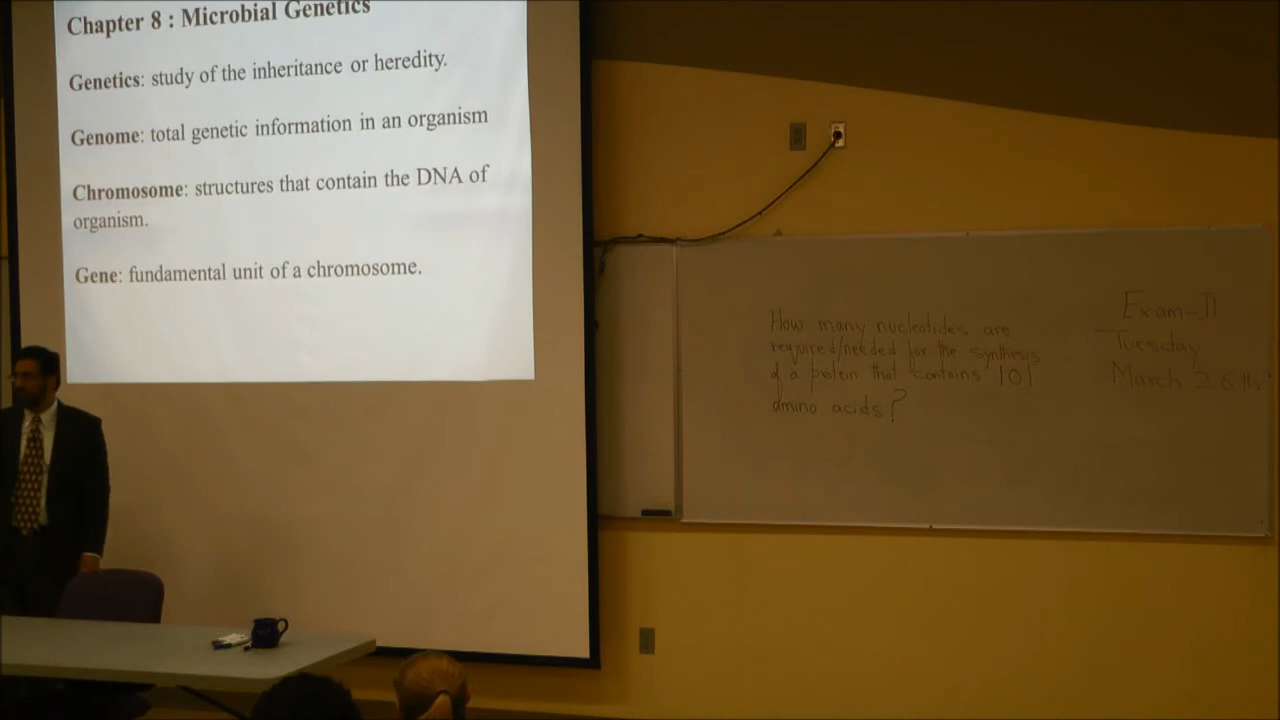 Chapter 8 : Microbial Genetics
Genetics: study of the inheritance or heredity.
Genome: total genetic information in an organism
Chromosome: structures that contain the DNA of
organism.
Gene: fundamental unit of a chromosome.
How many nucleotides are
required/needed for the synthesis
of a protein that contains 101
amino acids?
Exam-II
Tuesday
March 26th